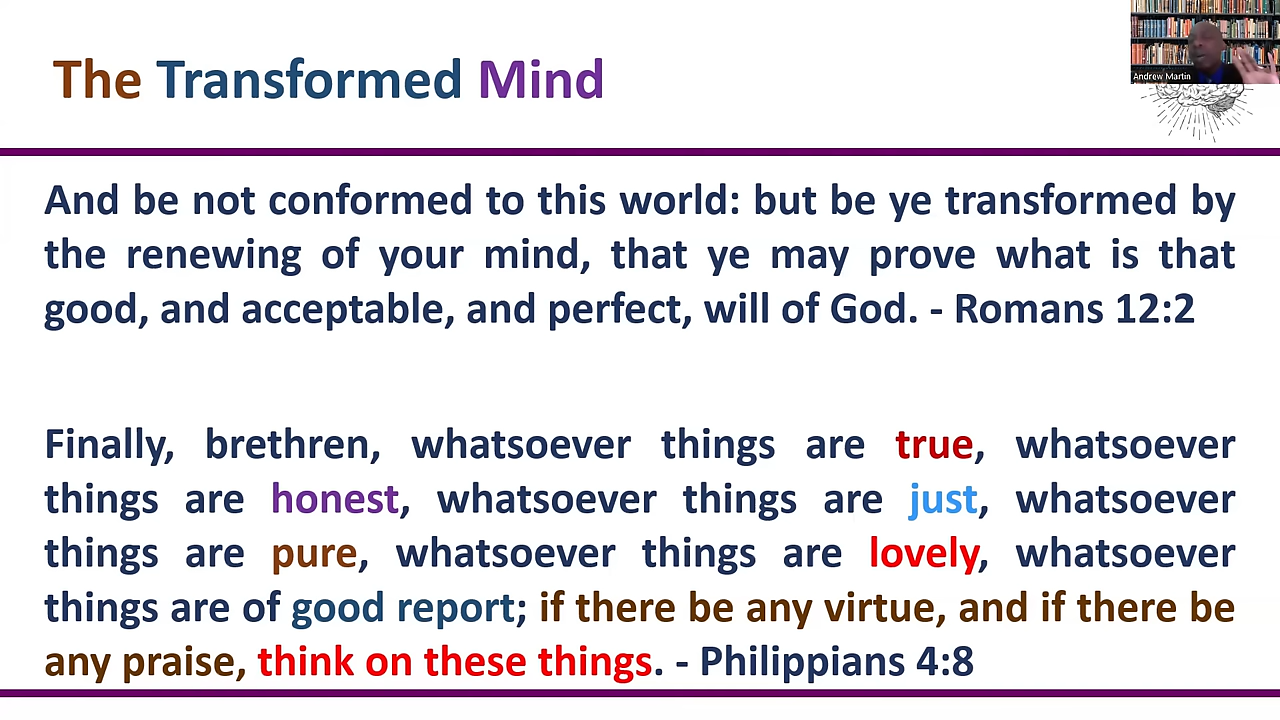 The Transformed Mind
Andrew Martin
And be not conformed to this world: but be ye transformed by
the renewing of your mind, that ye may prove what is that
good, and acceptable, and perfect, will of God. - Romans 12:2
Finally, brethren, whatsoever things are true, whatsoever
things are honest, whatsoever things are just, whatsoever
things are pure, whatsoever things are lovely, whatsoever
things are of good report; if there be any virtue, and if there be
any praise, think on these things. - Philippians 4:8